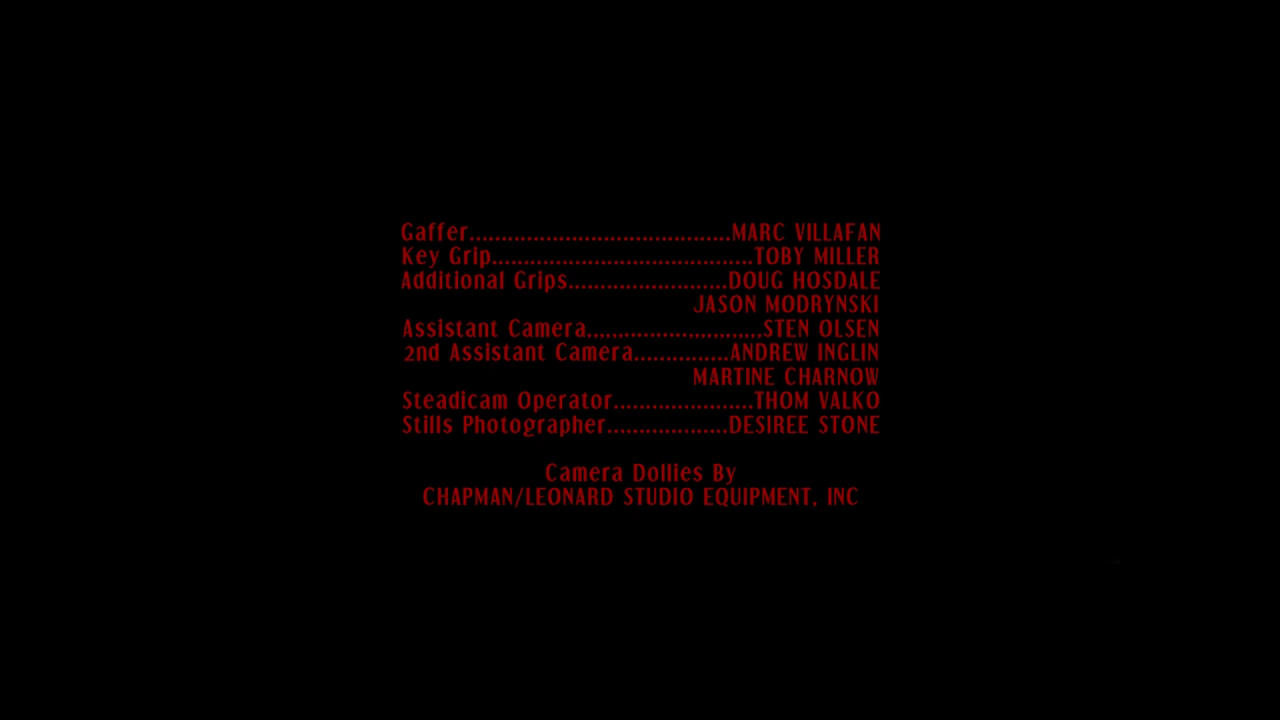 Gaffer.........................................MARC VILLAFAN
Key Grip.........................................TOBY MILLER
Additional Grips.........................DOUG HOSDALE
JASON MODRYNSKI
Assistant Camera,,,,,,................,,,,,,,,,,,,STEN OLSEN
2nd Assistant Camera...............ANDREW INGLIN
MARTINE CHARNOW
Steadicam Operator......................THOM VALKO
Stills Photographer...................DESIREE STONE
Camera Dollies By
CHAPMAN/LEONARD STUDIO EQUIPMENT, INC